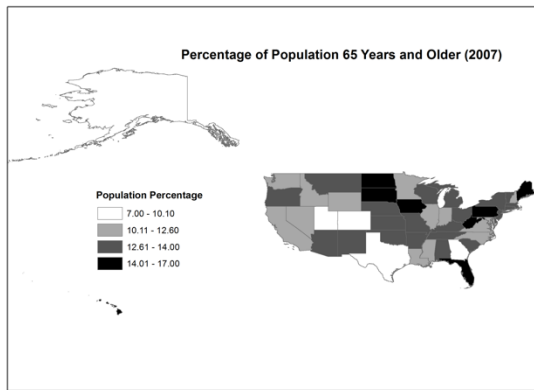 Percentage of Population 65 Years and Older (2007)
Population Percentage
7.00 - 10.10
10.11 - 12.60
12.61 - 14.00
14.01 - 17.00